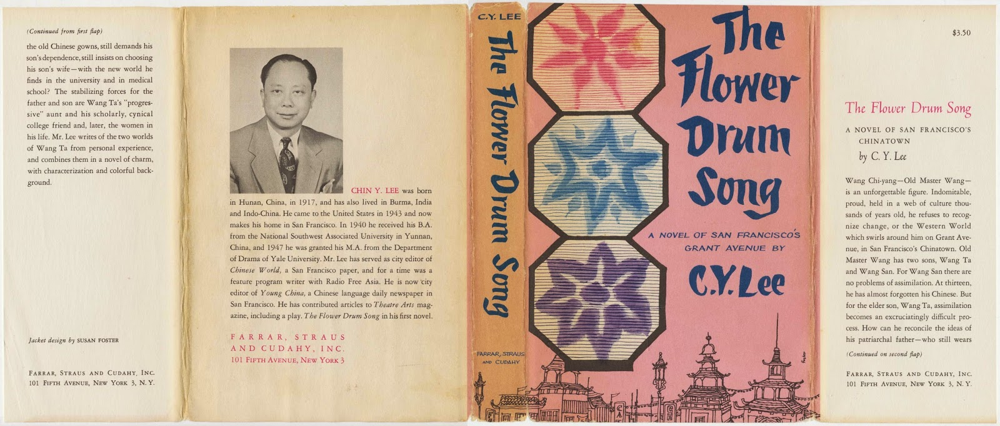 (Continued from first flap)
the old Chinese gowns, still demands his
son's dependence, still insists on choosing
his son's wife—with the new world he
finds in the university and in medical
school? The stabilizing forces for the
father and son are Wang Ta's "progres-
sive" aunt and his scholarly, cynical
college friend and, later, the women in
his life. Mr. Lee writes of the two worlds
of Wang Ta from personal experience,
and combines them in a novel of charm,
with characterization and colorful back-
ground.
Jacket design by SUSAN FOSTER
FARRAR, STRAUS AND CUDAHY, INC.
101 FIFTH AVENUE, NEW YORK 3, N. Y.
CHIN Y. LEE was born
in Hunan, China, in 1917, and has also lived in Burma, India
and Indo-China. He came to the United States in 1943 and now
makes his home in San Francisco. In 1940 he received his B.A.
from the National Southwest Associated University in Yunnan,
China, and 1947 he was granted his M.A. from the Department
of Drama of Yale University. Mr. Lee has served as city editor of
Chinese World, a San Francisco paper, and for a time was a
feature program writer with Radio Free Asia. He is now city
editor of Young China, a Chinese language daily newspaper in
San Francisco. He has contributed articles to Theatre Arts mag-
azine, including a play. The Flower Drum Song in his first novel.
FARRAR, STRAUS
AND CUDAHY, INC.
101 FIFTH AVENUE, NEW YORK 3
C.Y. LEE
The Flower Drum Song
FARRAR, STRAUS
AND CUDAHY
The
Flower
Drum
Song
A NOVEL OF SAN FRANCISCO'S
GRANT AVENUE BY
C.Y. Lee
Foster
$3.50
The Flower Drum Song
A NOVEL OF SAN FRANCISCO'S
CHINATOWN
by C. Y. Lee
Wang Chi-yang—Old Master Wang—
is an unforgettable figure. Indomitable,
proud, held in a web of culture thou-
sands of years old, he refuses to recog-
nize change, or the Western World
which swirls around him on Grant Ave-
nue, in San Francisco's Chinatown. Old
Master Wang has two sons, Wang Ta
and Wang San. For Wang San there are
no problems of assimilation. At thirteen,
he has almost forgotten his Chinese. But
for the elder son, Wang Ta, assimilation
becomes an excruciatingly difficult pro-
cess. How can he reconcile the ideas of
his patriarchal father—who still wears
(Continued on second flap)
FARRAR, STRAUS AND CUDAHY, INC.
101 FIFTH AVENUE, NEW YORK 3, N. Y.